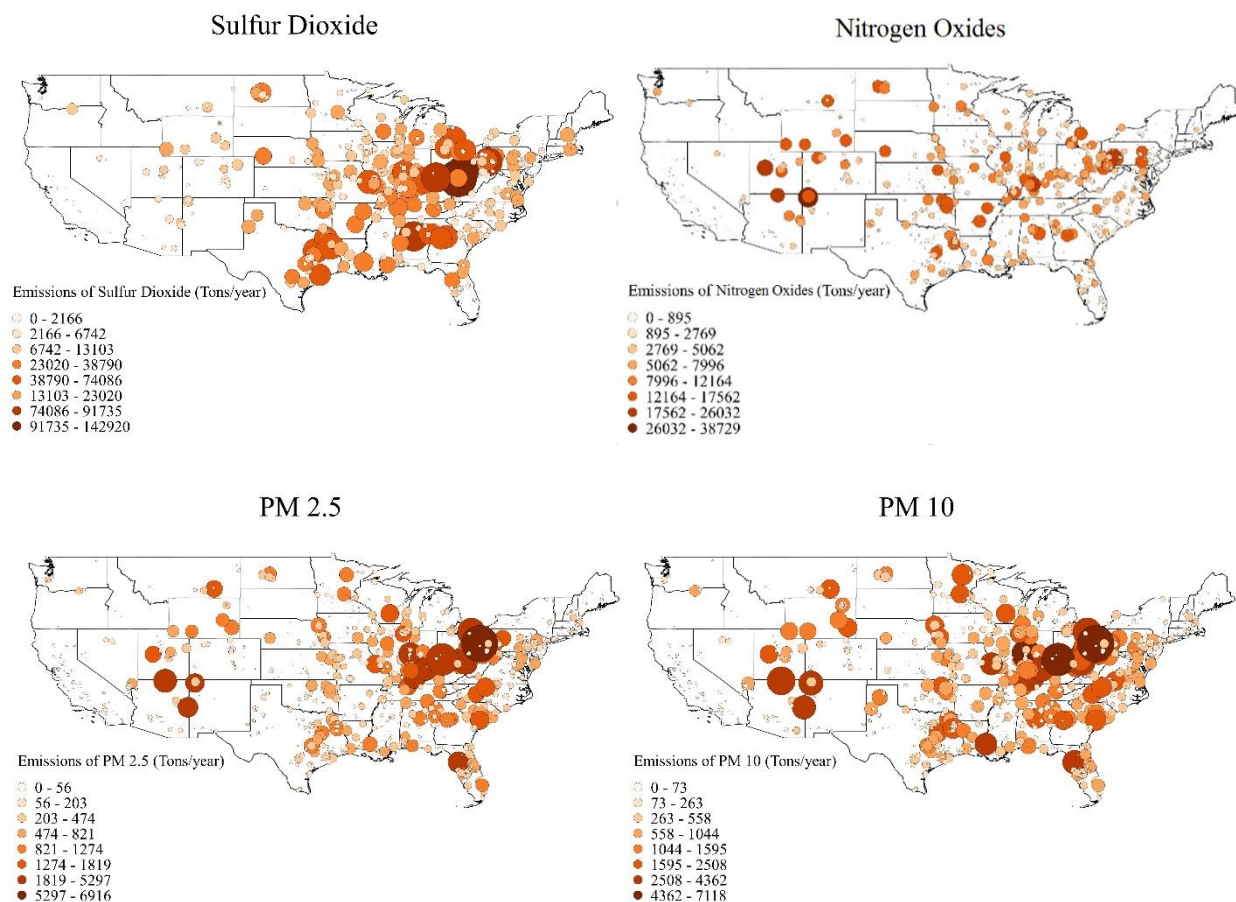 Sulfur Dioxide
Emissions of Sulfur Dioxide (Tons/year)
0 - 2166
2166 - 6742
6742 - 13103
23020 - 38790
38790 - 74086
13103 - 23020
74086 - 91735
91735 - 142920
Nitrogen Oxides
Emissions of Nitrogen Oxides (Tons/year)
0 - 895
895 - 2769
2769 - 5062
5062 - 7996
7996 - 12164
12164 - 17562
17562 - 26032
26032 - 38729
PM 2.5
Emissions of PM 2.5 (Tons/year)
0 - 56
56 - 203
203 - 474
474 - 821
821 - 1274
1274 - 1819
1819 - 5297
5297 - 6916
PM 10
Emissions of PM 10 (Tons/year)
0 - 73
73 - 263
263 - 558
558 - 1044
1044 - 1595
1595 - 2508
2508 - 4362
4362 - 7118